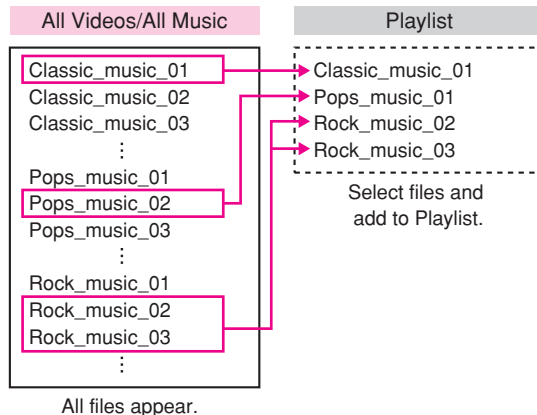 All Videos/All Music
Classic_music_01
Classic_music_02
Classic_music_03
⋮
Pops_music_01
Pops_music_02
Pops_music_03
⋮
Rock_music_01
Rock_music_02
Rock_music_03
⋮
All files appear.
Playlist
Classic_music_01
Pops_music_01
Rock_music_02
Rock_music_03
Select files and
add to Playlist.